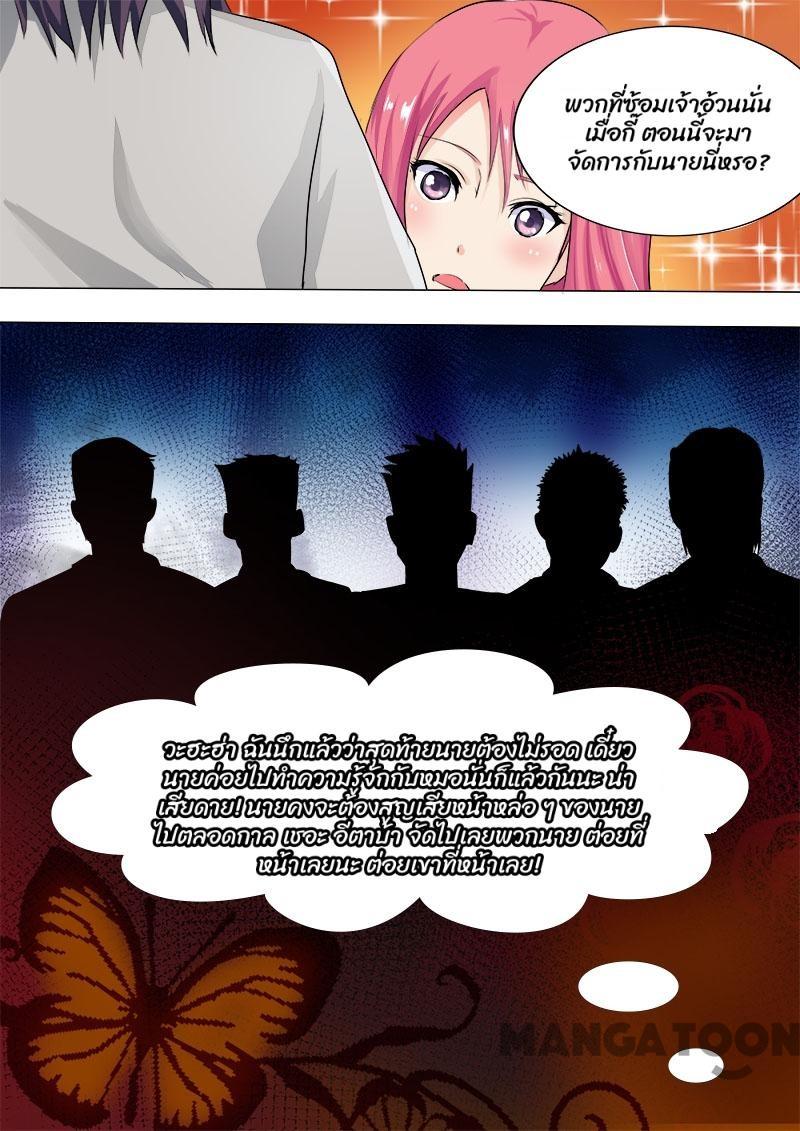 พวกที่ซ้อมเจ้าอ้วนนั่น
เมื่อกี๊ ตอนนี้จะมา
จัดการกับนายนี่หรอ?
วะฮะฮ่า ฉันนึกแล้วว่าสุดท้ายนายต้องไม่รอด เดี๋ยว
นายค่อยไปทำความรู้จักกับหมอนั่นก็แล้วกันนะ น่า
เสียดาย! นายคงจะต้องสูญเสียหน้าหล่อ ๆ ของนาย
ไปตลอดกาล เชอะ อีตาบ้า จัดไปเลยพวกนาย ต่อยที่
หน้าเลยนะ ต่อยเขาที่หน้าเลย!
MANGATOON